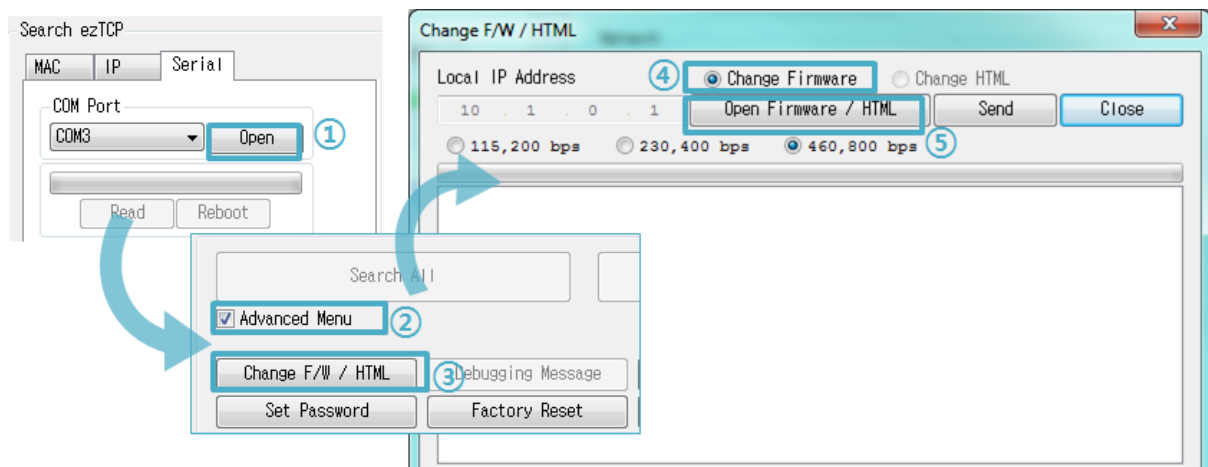 Search ezTCP
MAC IP Serial
COM Port
COM3 Open ①
Read Reboot
Search All
Advanced Menu ②
Change F/W / HTML ③ Debugging Message
Set Password Factory Reset
Change F/W / HTML
Local IP Address ④ Change Firmware Change HTML
10 . 1 . 0 . 1 Open Firmware / HTML Send Close
115,200 bps 230,400 bps 460,800 bps ⑤